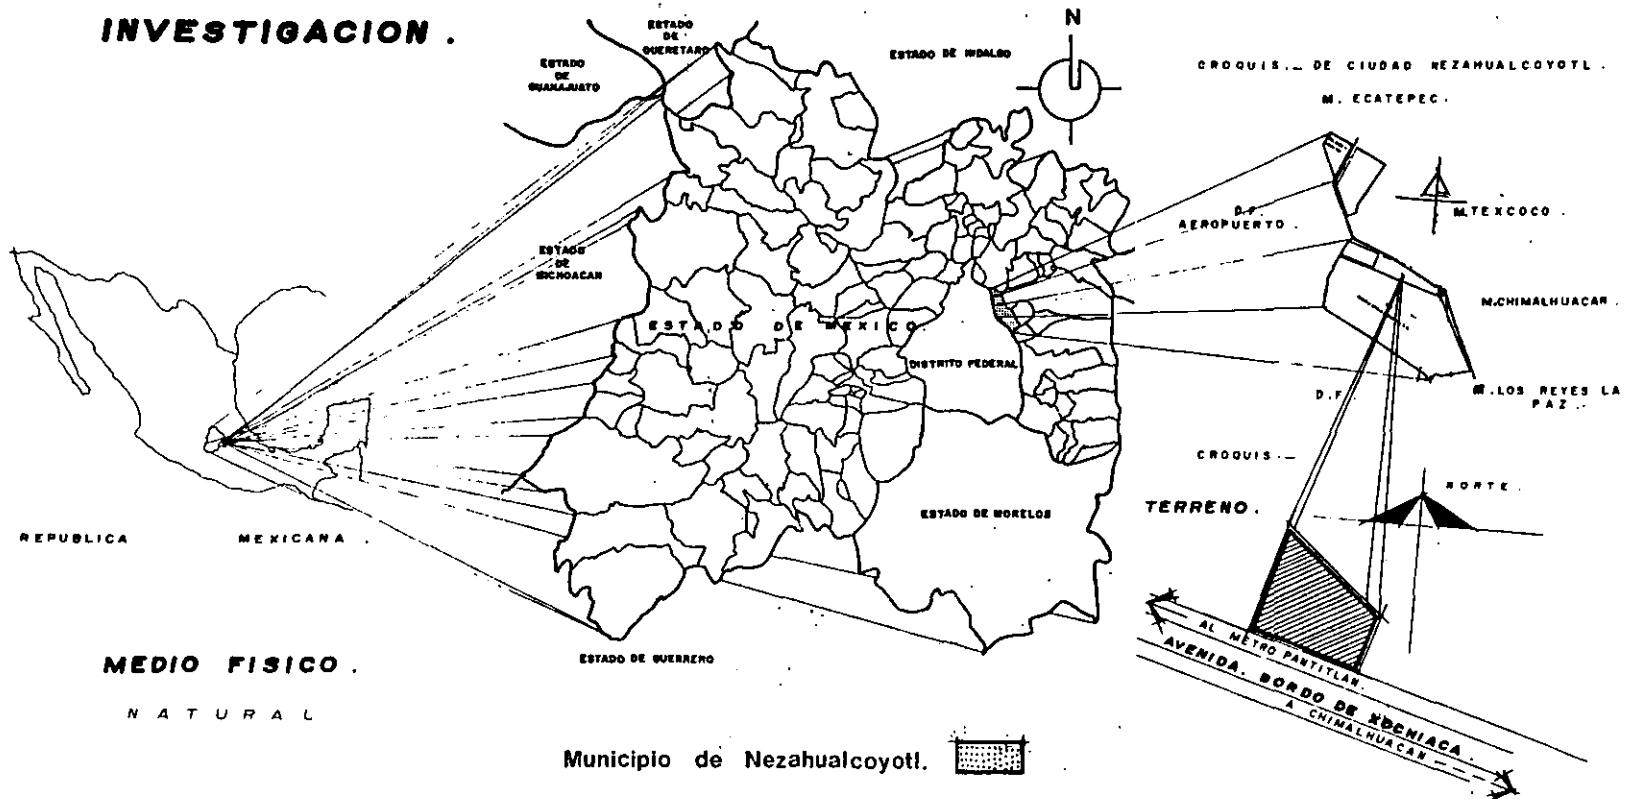 INVESTIGACION .
ESTADO
DE
QUERETARO
ESTADO
DE
GUANAJUATO
ESTADO DE HIDALGO
N
CROQUIS.— DE CIUDAD NEZAHUALCOYOTL .
M. ECATEPEC.
D.F.
AEROPUERTO .
M.TEXCOCO .
ESTADO
DE
MICHOACAN
M.CHIMALHUACAN .
ESTADO DE MEXICO.
DISTRITO FEDERAL
D.F.
M.LOS REYES LA
PAZ .-
CROQUIS .—
NORTE .
TERRENO .
ESTADO DE MORELOS
REPUBLICA MEXICANA .
AL METRO PANTITLAN.
AVENIDA. BORDO DE XOCHIACA
A CHIMALHUACAN
ESTADO DE GUERRERO
MEDIO FISICO .
NATURAL
Municipio de Nezahualcoyotl.